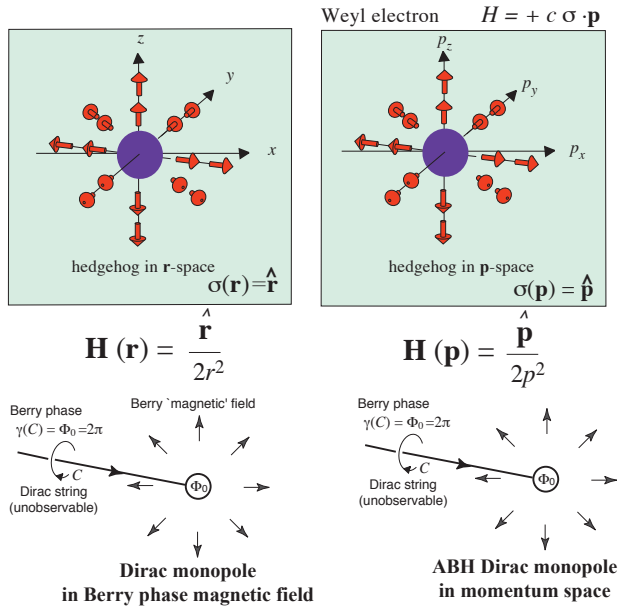 Weyl electron H = + c σ · p
z
y
x
hedgehog in r-space
σ(r)=r̂
p_z
p_y
p_x
hedgehog in p-space
σ(p) = p̂
H (r) = r̂ / 2r²
H (p) = p̂ / 2p²
Berry phase
γ(C) = Φ₀=2π
C
Dirac string
(unobservable)
Berry `magnetic' field
Φ₀
Dirac monopole
in Berry phase magnetic field
Berry phase
γ(C) = Φ₀=2π
C
Dirac string
(unobservable)
Φ₀
ABH Dirac monopole
in momentum space